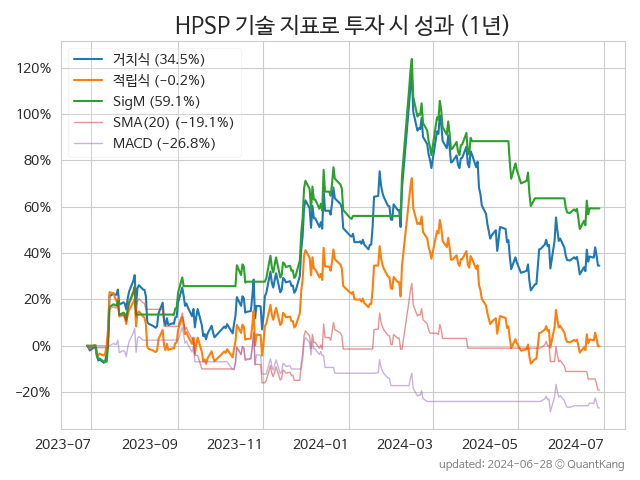 HPSP 기술 지표로 투자 시 성과 (1년)
거치식 (34.5%)
적립식 (−0.2%)
SigM (59.1%)
SMA(20) (−19.1%)
MACD (−26.8%)
120%
100%
80%
60%
40%
20%
0%
−20%
2023-07 2023-09 2023-11 2024-01 2024-03 2024-05 2024-07
updated: 2024-06-28 © QuantKang